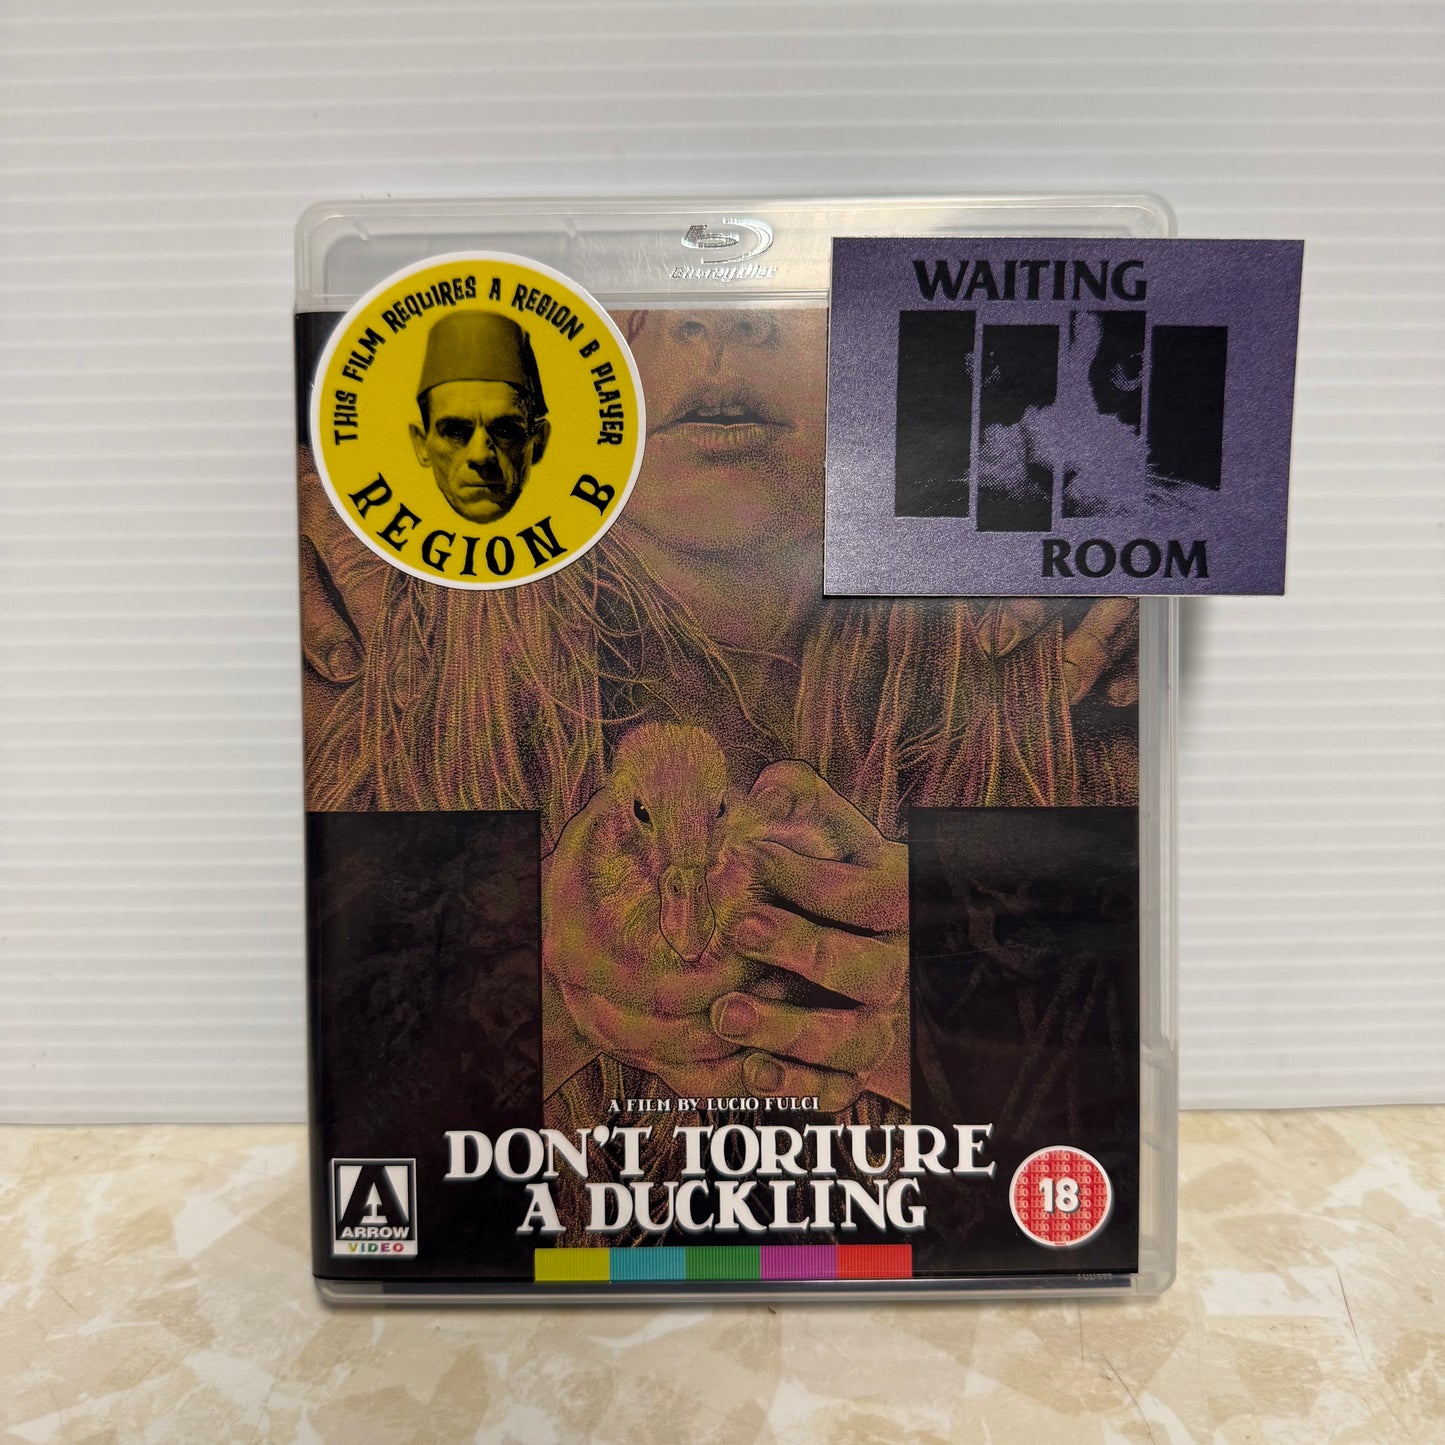 Blu-ray Disc
THIS FILM REQUIRES A REGION B PLAYER
REGION B
WAITING
ROOM
A FILM BY LUCIO FULCI
DON'T TORTURE
A DUCKLING
ARROW
VIDEO
18